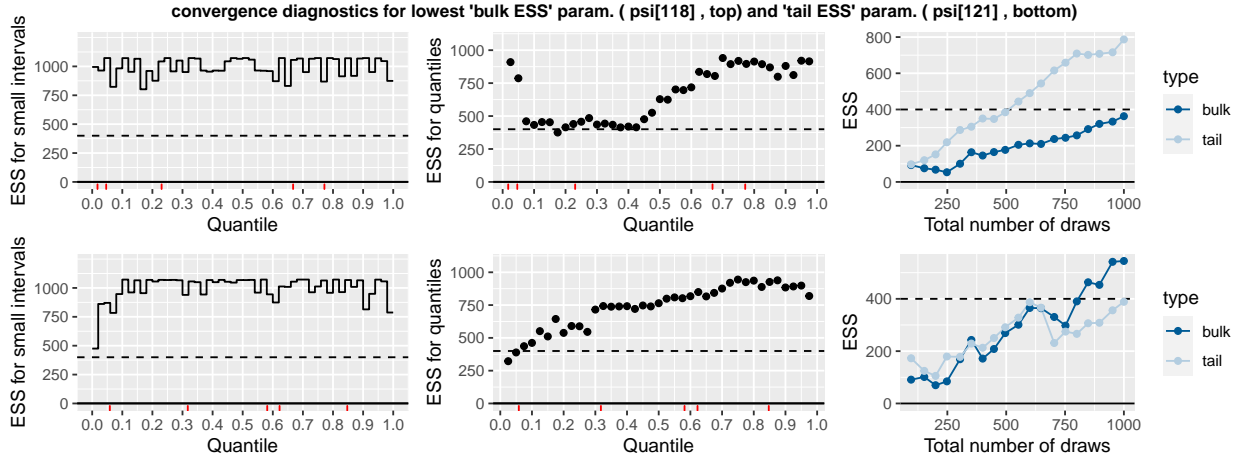 convergence diagnostics for lowest 'bulk ESS' param. ( psi[118] , top) and 'tail ESS' param. ( psi[121] , bottom)
ESS for small intervals
1000
750
500
250
0
0.0 0.1 0.2 0.3 0.4 0.5 0.6 0.7 0.8 0.9 1.0
Quantile
ESS for quantiles
1000
750
500
250
0
0.0 0.1 0.2 0.3 0.4 0.5 0.6 0.7 0.8 0.9 1.0
Quantile
ESS
800
600
400
200
0
250 500 750 1000
Total number of draws
type
bulk
tail
ESS for small intervals
1000
750
500
250
0
0.0 0.1 0.2 0.3 0.4 0.5 0.6 0.7 0.8 0.9 1.0
Quantile
ESS for quantiles
1000
750
500
250
0
0.0 0.1 0.2 0.3 0.4 0.5 0.6 0.7 0.8 0.9 1.0
Quantile
ESS
400
200
0
250 500 750 1000
Total number of draws
type
bulk
tail